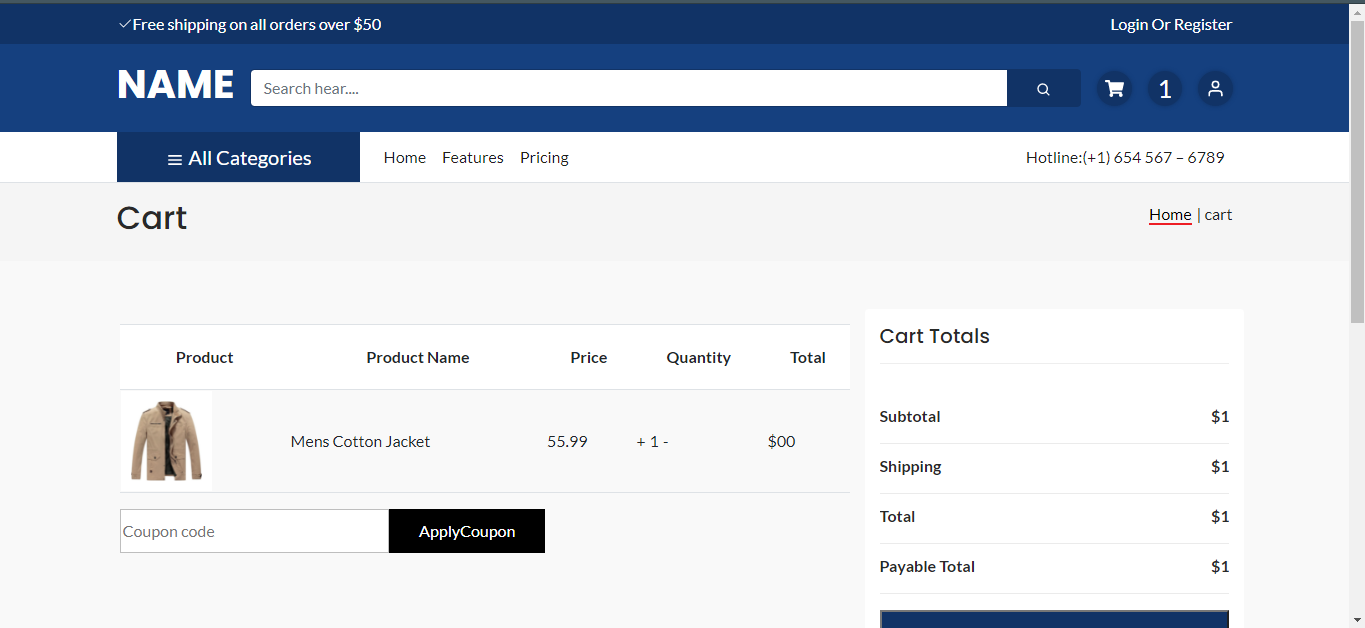 Free shipping on all orders over $50
Login Or Register
NAME
Search hear....
1
All Categories
Home Features Pricing
Hotline:(+1) 654 567 – 6789
Cart
Home | cart
Product Product Name Price Quantity Total
Mens Cotton Jacket 55.99 + 1 - $00
Coupon code
ApplyCoupon
Cart Totals
Subtotal $1
Shipping $1
Total $1
Payable Total $1